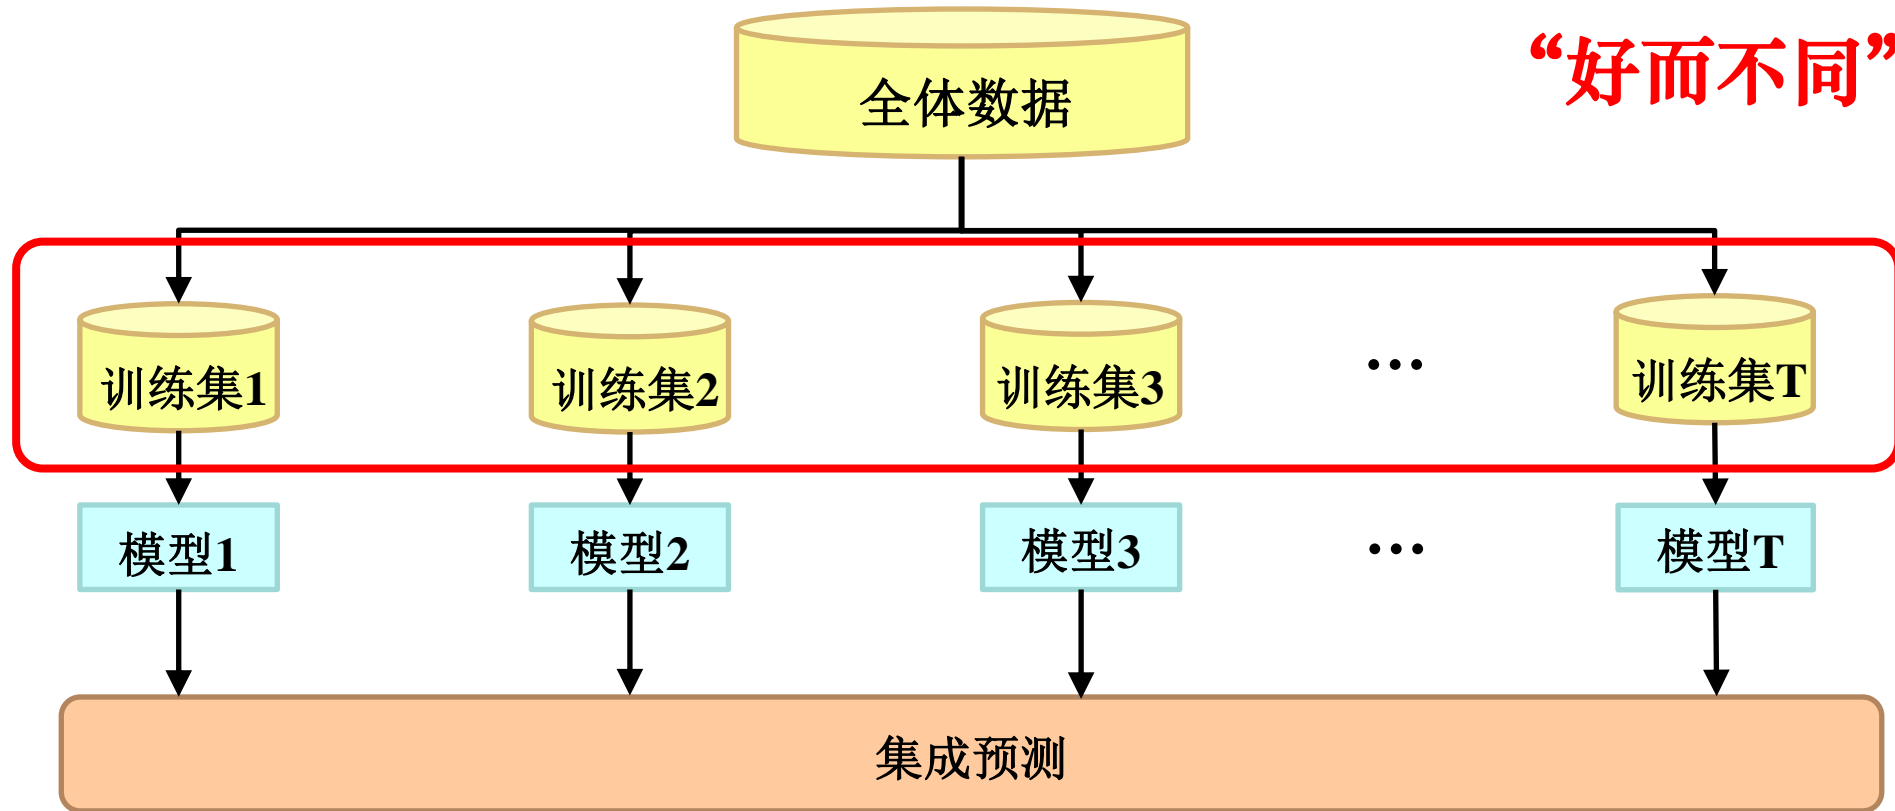 “好而不同”
全体数据
训练集1
训练集2
训练集3
…
训练集T
模型1
模型2
模型3
…
模型T
集成预测